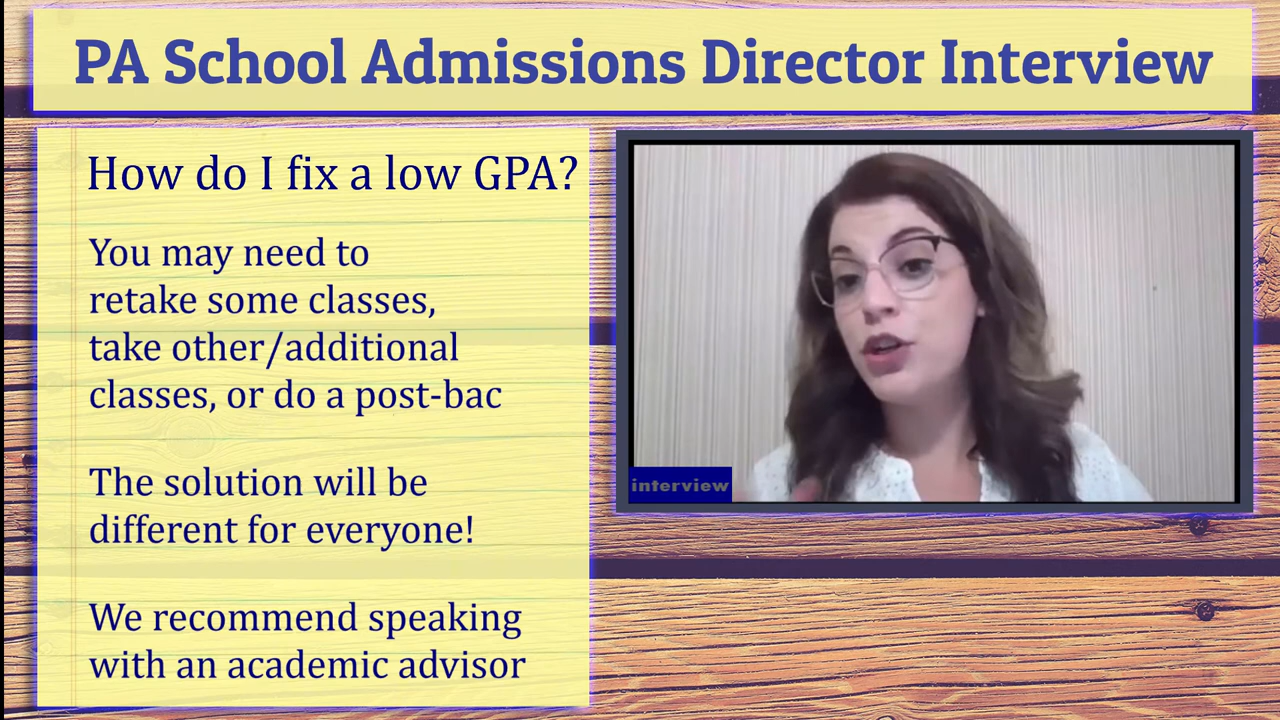 PA School Admissions Director Interview
How do I fix a low GPA?
You may need to
retake some classes,
take other/additional
classes, or do a post-bac
The solution will be
different for everyone!
We recommend speaking
with an academic advisor
interview